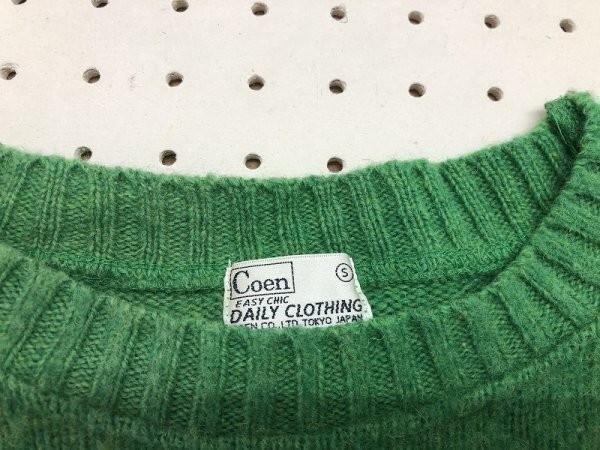 Coen
S
EASY CHIC
DAILY CLOTHING
CO., LTD. TOKYO JAPAN